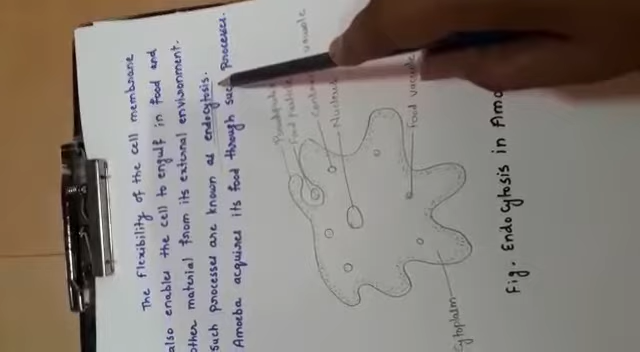 The flexibility of the cell membrane
also enables the cell to engulf in food and
other material from its external environment.
Such processes are known as endocytosis.
Amoeba acquires its food through such processes.
Pseudopodia
Food particle
vacuole
Nucleus
Food vacuole
Cytoplasm
Fig. Endocytosis in